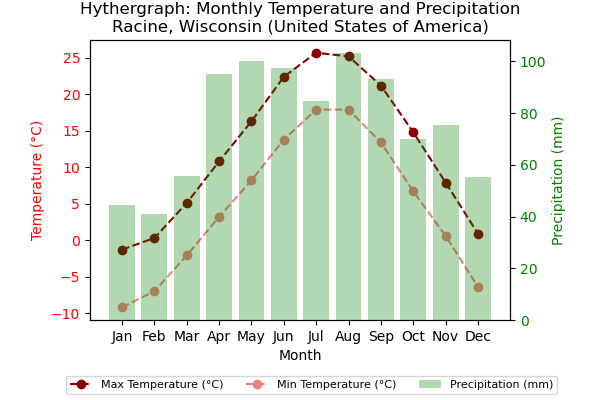 Hythergraph: Monthly Temperature and Precipitation
Racine, Wisconsin (United States of America)
Temperature (°C)
25
20
15
10
5
0
−5
−10
Precipitation (mm)
100
80
60
40
20
0
Jan Feb Mar Apr May Jun Jul Aug Sep Oct Nov Dec
Month
Max Temperature (°C) Min Temperature (°C) Precipitation (mm)